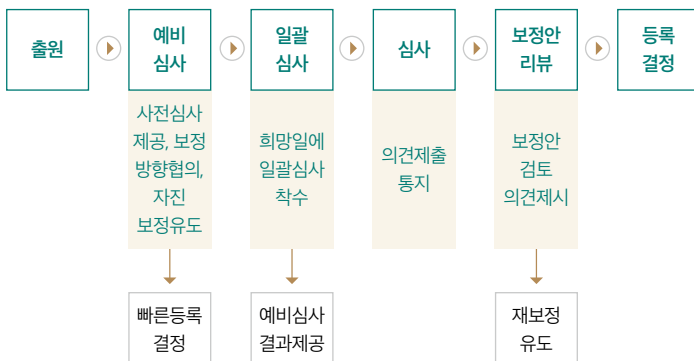 출원
예비
심사
일괄
심사
심사
보정안
리뷰
등록
결정
사전심사
제공, 보정
방향협의,
자진
보정유도
희망일에
일괄심사
착수
의견제출
통지
보정안
검토
의견제시
빠른등록
결정
예비심사
결과제공
재보정
유도